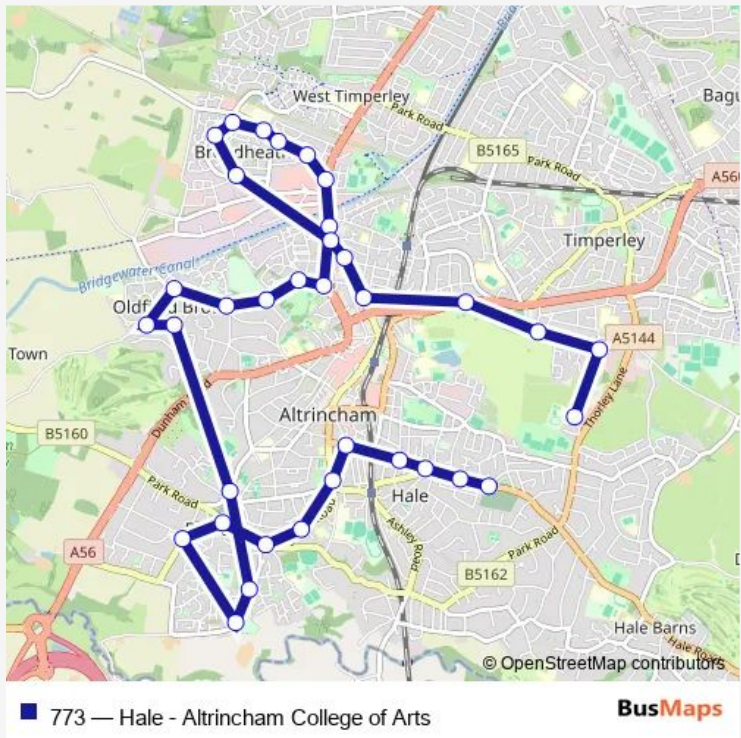 West Timperley
Park Road
Bagu
B5165
Park Road
A560
Timperley
Bridgewater Canal
Town
A5144
Thorley Lane
Altrincham
B5160
Park Road
Hale
A56
Ashley Road
Park Road
B5162
Hale Barns
Hale Road
© OpenStreetMap contributors
773 — Hale - Altrincham College of Arts
BusMaps